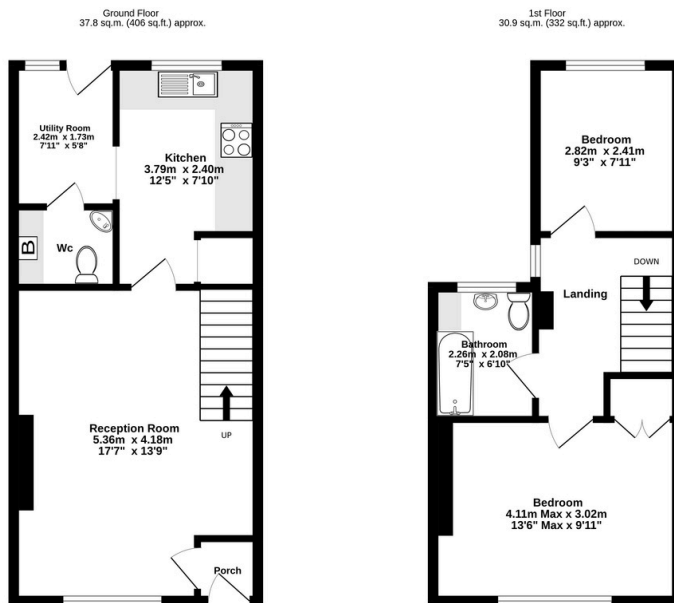 Ground Floor
37.8 sq.m. (406 sq.ft.) approx.
Utility Room
2.42m x 1.73m
7'11" x 5'8"
Kitchen
3.79m x 2.40m
12'5" x 7'10"
B
Wc
Reception Room
5.36m x 4.18m
17'7" x 13'9"
UP
Porch
1st Floor
30.9 sq.m. (332 sq.ft.) approx.
Bedroom
2.82m x 2.41m
9'3" x 7'11"
DOWN
Landing
Bathroom
2.26m x 2.08m
7'5" x 6'10"
Bedroom
4.11m Max x 3.02m
13'6" Max x 9'11"